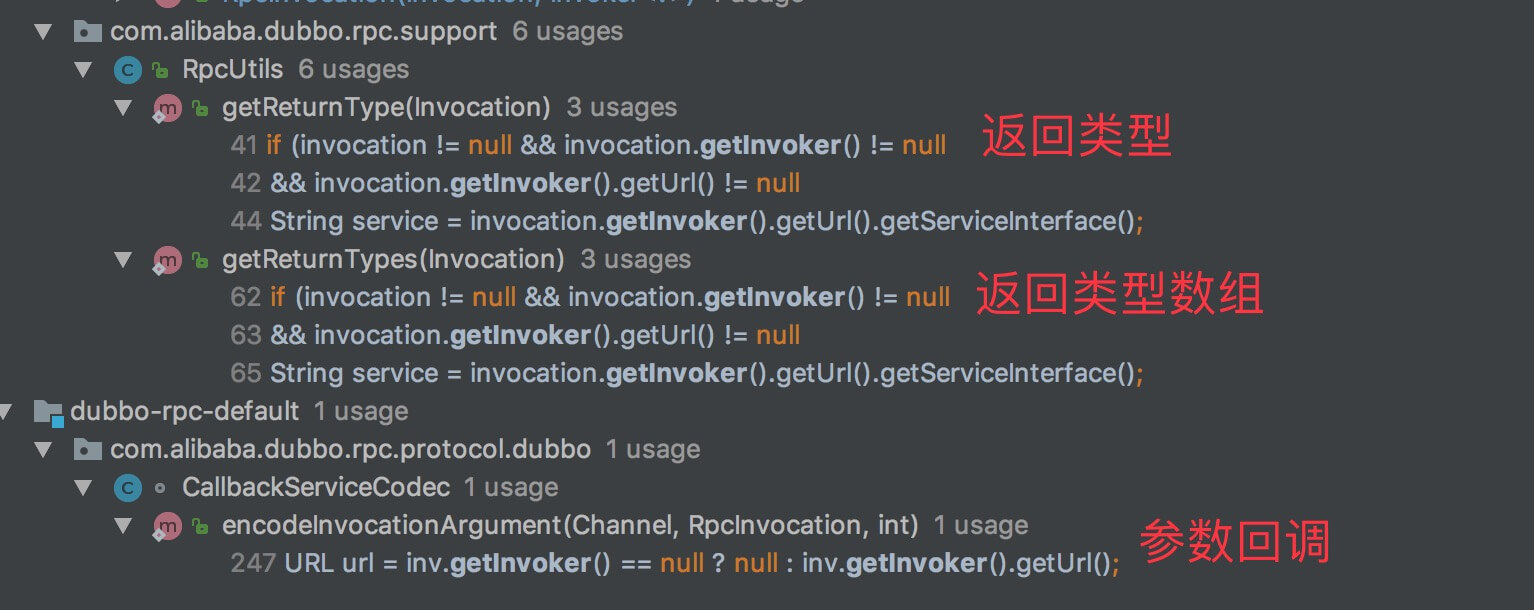 RpcInvocation(Invocation, Invoker<?>) 1 usage
com.alibaba.dubbo.rpc.support 6 usages
RpcUtils 6 usages
getReturnType(Invocation) 3 usages
41 if (invocation != null && invocation.getInvoker() != null 返回类型
42 && invocation.getInvoker().getUrl() != null
44 String service = invocation.getInvoker().getUrl().getServiceInterface();
getReturnTypes(Invocation) 3 usages
62 if (invocation != null && invocation.getInvoker() != null 返回类型数组
63 && invocation.getInvoker().getUrl() != null
65 String service = invocation.getInvoker().getUrl().getServiceInterface();
dubbo-rpc-default 1 usage
com.alibaba.dubbo.rpc.protocol.dubbo 1 usage
CallbackServiceCodec 1 usage
encodeInvocationArgument(Channel, RpcInvocation, int) 1 usage
247 URL url = inv.getInvoker() == null ? null : inv.getInvoker().getUrl(); 参数回调